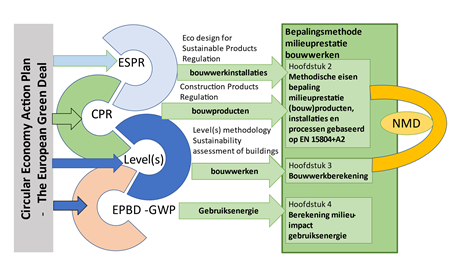 Circular Economy Action Plan
- The European Green Deal
ESPR
CPR
Level(s)
EPBD -GWP
Eco design for
Sustainable Products
Regulation
bouwwerkinstallaties
Construction Products
Regulation
bouwproducten
Level(s) methodology
Sustainability
assessment of buildings
bouwwerken
Gebruiksenergie
Bepalingsmethode
milieuprestatie
bouwwerken
Hoofdstuk 2
Methodische eisen
bepaling
milieuprestatie
(bouw)producten,
installaties en
processen gebaseerd
op EN 15804+A2
Hoofdstuk 3
Bouwwerkberekening
Hoofdstuk 4
Berekening milieu-
impact
gebruiksenergie
NMD